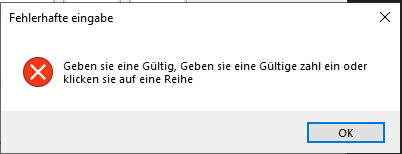 Fehlerhafte eingabe
Geben sie eine Gültig, Geben sie eine Gültige zahl ein oder
klicken sie auf eine Reihe
OK